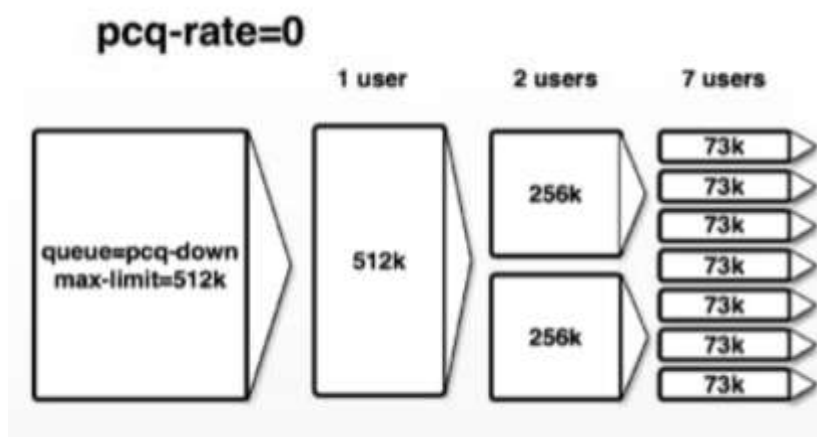 pcq-rate=0
1 user
2 users
7 users
queue=pcq-down
max-limit=512k
512k
256k
256k
73k
73k
73k
73k
73k
73k
73k